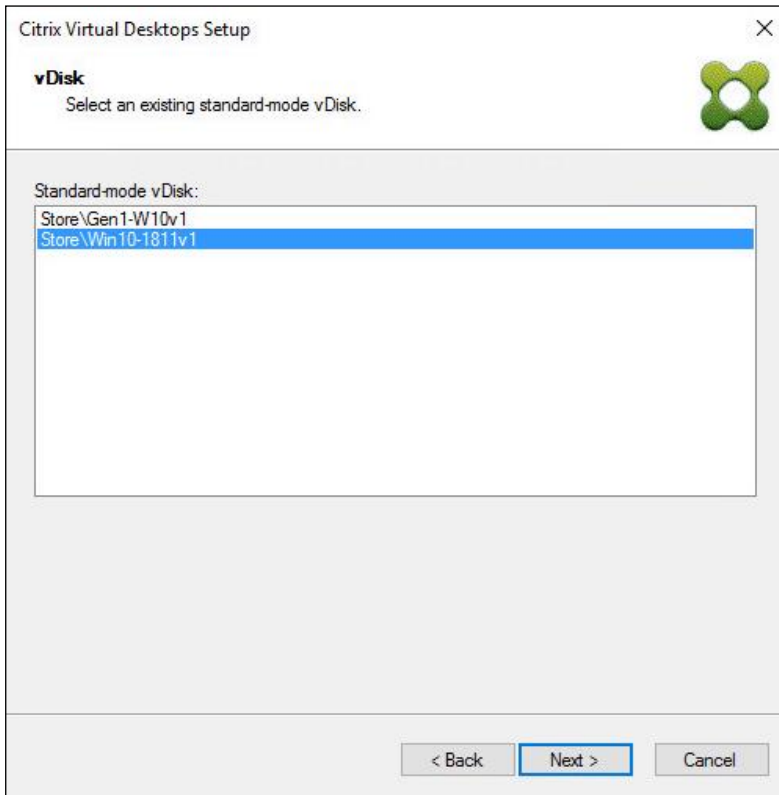 Citrix Virtual Desktops Setup
vDisk
Select an existing standard-mode vDisk.
Standard-mode vDisk:
Store\Gen1-W10v1
Store\Win10-1811v1
< Back Next > Cancel